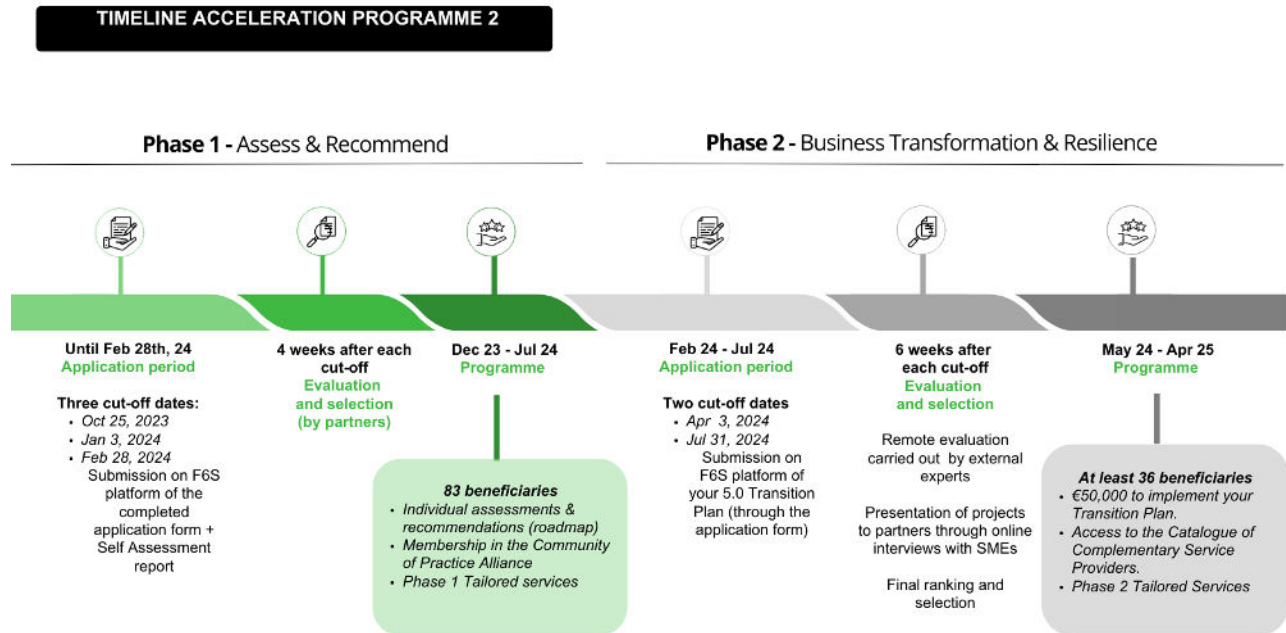 TIMELINE ACCELERATION PROGRAMME 2
Phase 1 - Assess & Recommend
Until Feb 28th, 24
Application period
Three cut-off dates:
• Oct 25, 2023
• Jan 3, 2024
• Feb 28, 2024
Submission on F6S
platform of the
completed
application form +
Self Assessment
report
4 weeks after each
cut-off
Evaluation
and selection
(by partners)
Dec 23 - Jul 24
Programme
83 beneficiaries
• Individual assessments &
recommendations (roadmap)
• Membership in the Community
of Practice Alliance
• Phase 1 Tailored services
Phase 2 - Business Transformation & Resilience
Feb 24 - Jul 24
Application period
Two cut-off dates
• Apr 3, 2024
• Jul 31, 2024
Submission on
F6S platform of
your 5.0 Transition
Plan (through the
application form)
6 weeks after
each cut-off
Evaluation
and selection
Remote evaluation
carried out by external
experts
Presentation of projects
to partners through online
interviews with SMEs
Final ranking and
selection
May 24 - Apr 25
Programme
At least 36 beneficiaries
• €50,000 to implement your
Transition Plan.
• Access to the Catalogue of
Complementary Service
Providers.
• Phase 2 Tailored Services